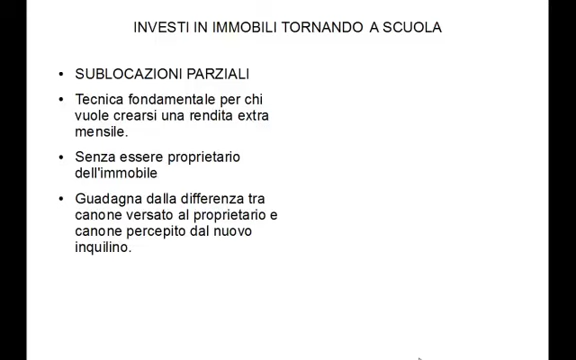 INVESTI IN IMMOBILI TORNANDO A SCUOLA
• SUBLOCAZIONI PARZIALI
• Tecnica fondamentale per chi
vuole crearsi una rendita extra
mensile.
• Senza essere proprietario
dell'immobile
• Guadagna dalla differenza tra
canone versato al proprietario e
canone percepito dal nuovo
inquilino.